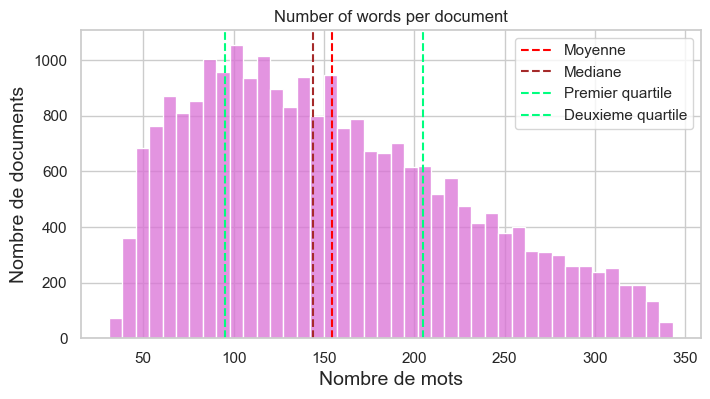 Number of words per document
Moyenne
Mediane
Premier quartile
Deuxieme quartile
Nombre de documents
1000
800
600
400
200
0
50
100
150
200
250
300
350
Nombre de mots